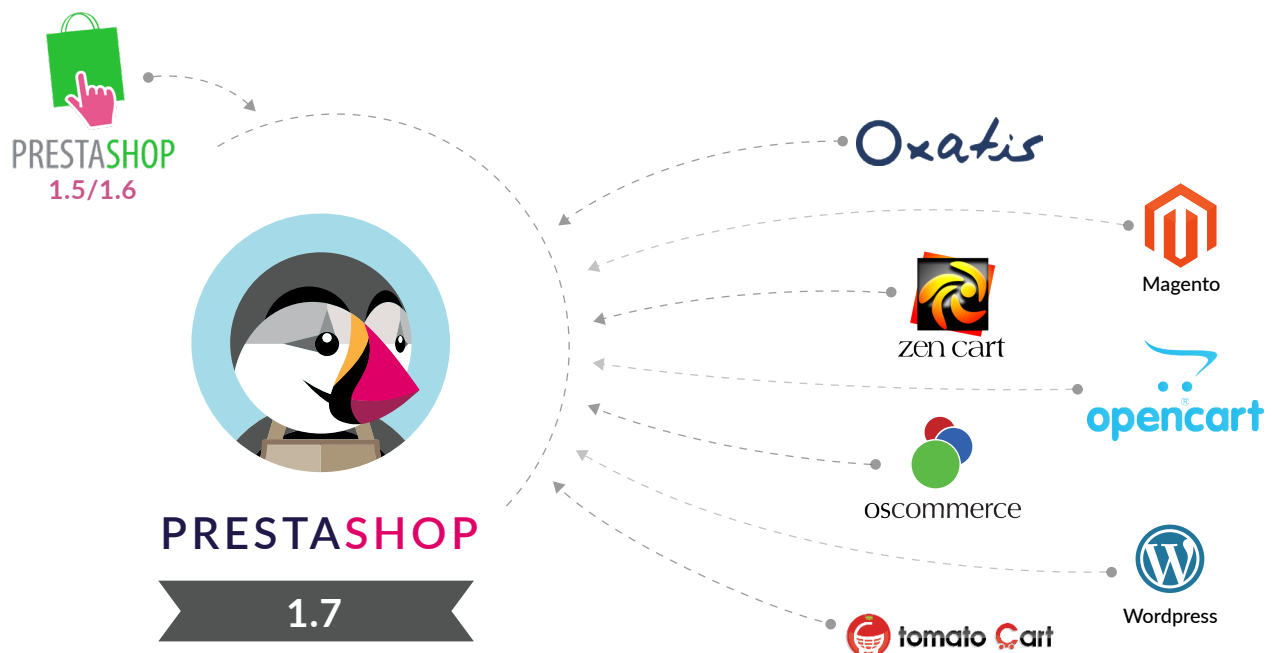 PRESTASHOP
1.5/1.6
Oxatis
Magento
zen cart
opencart
®
oscommerce
PRESTASHOP
1.7
Wordpress
tomato Cart